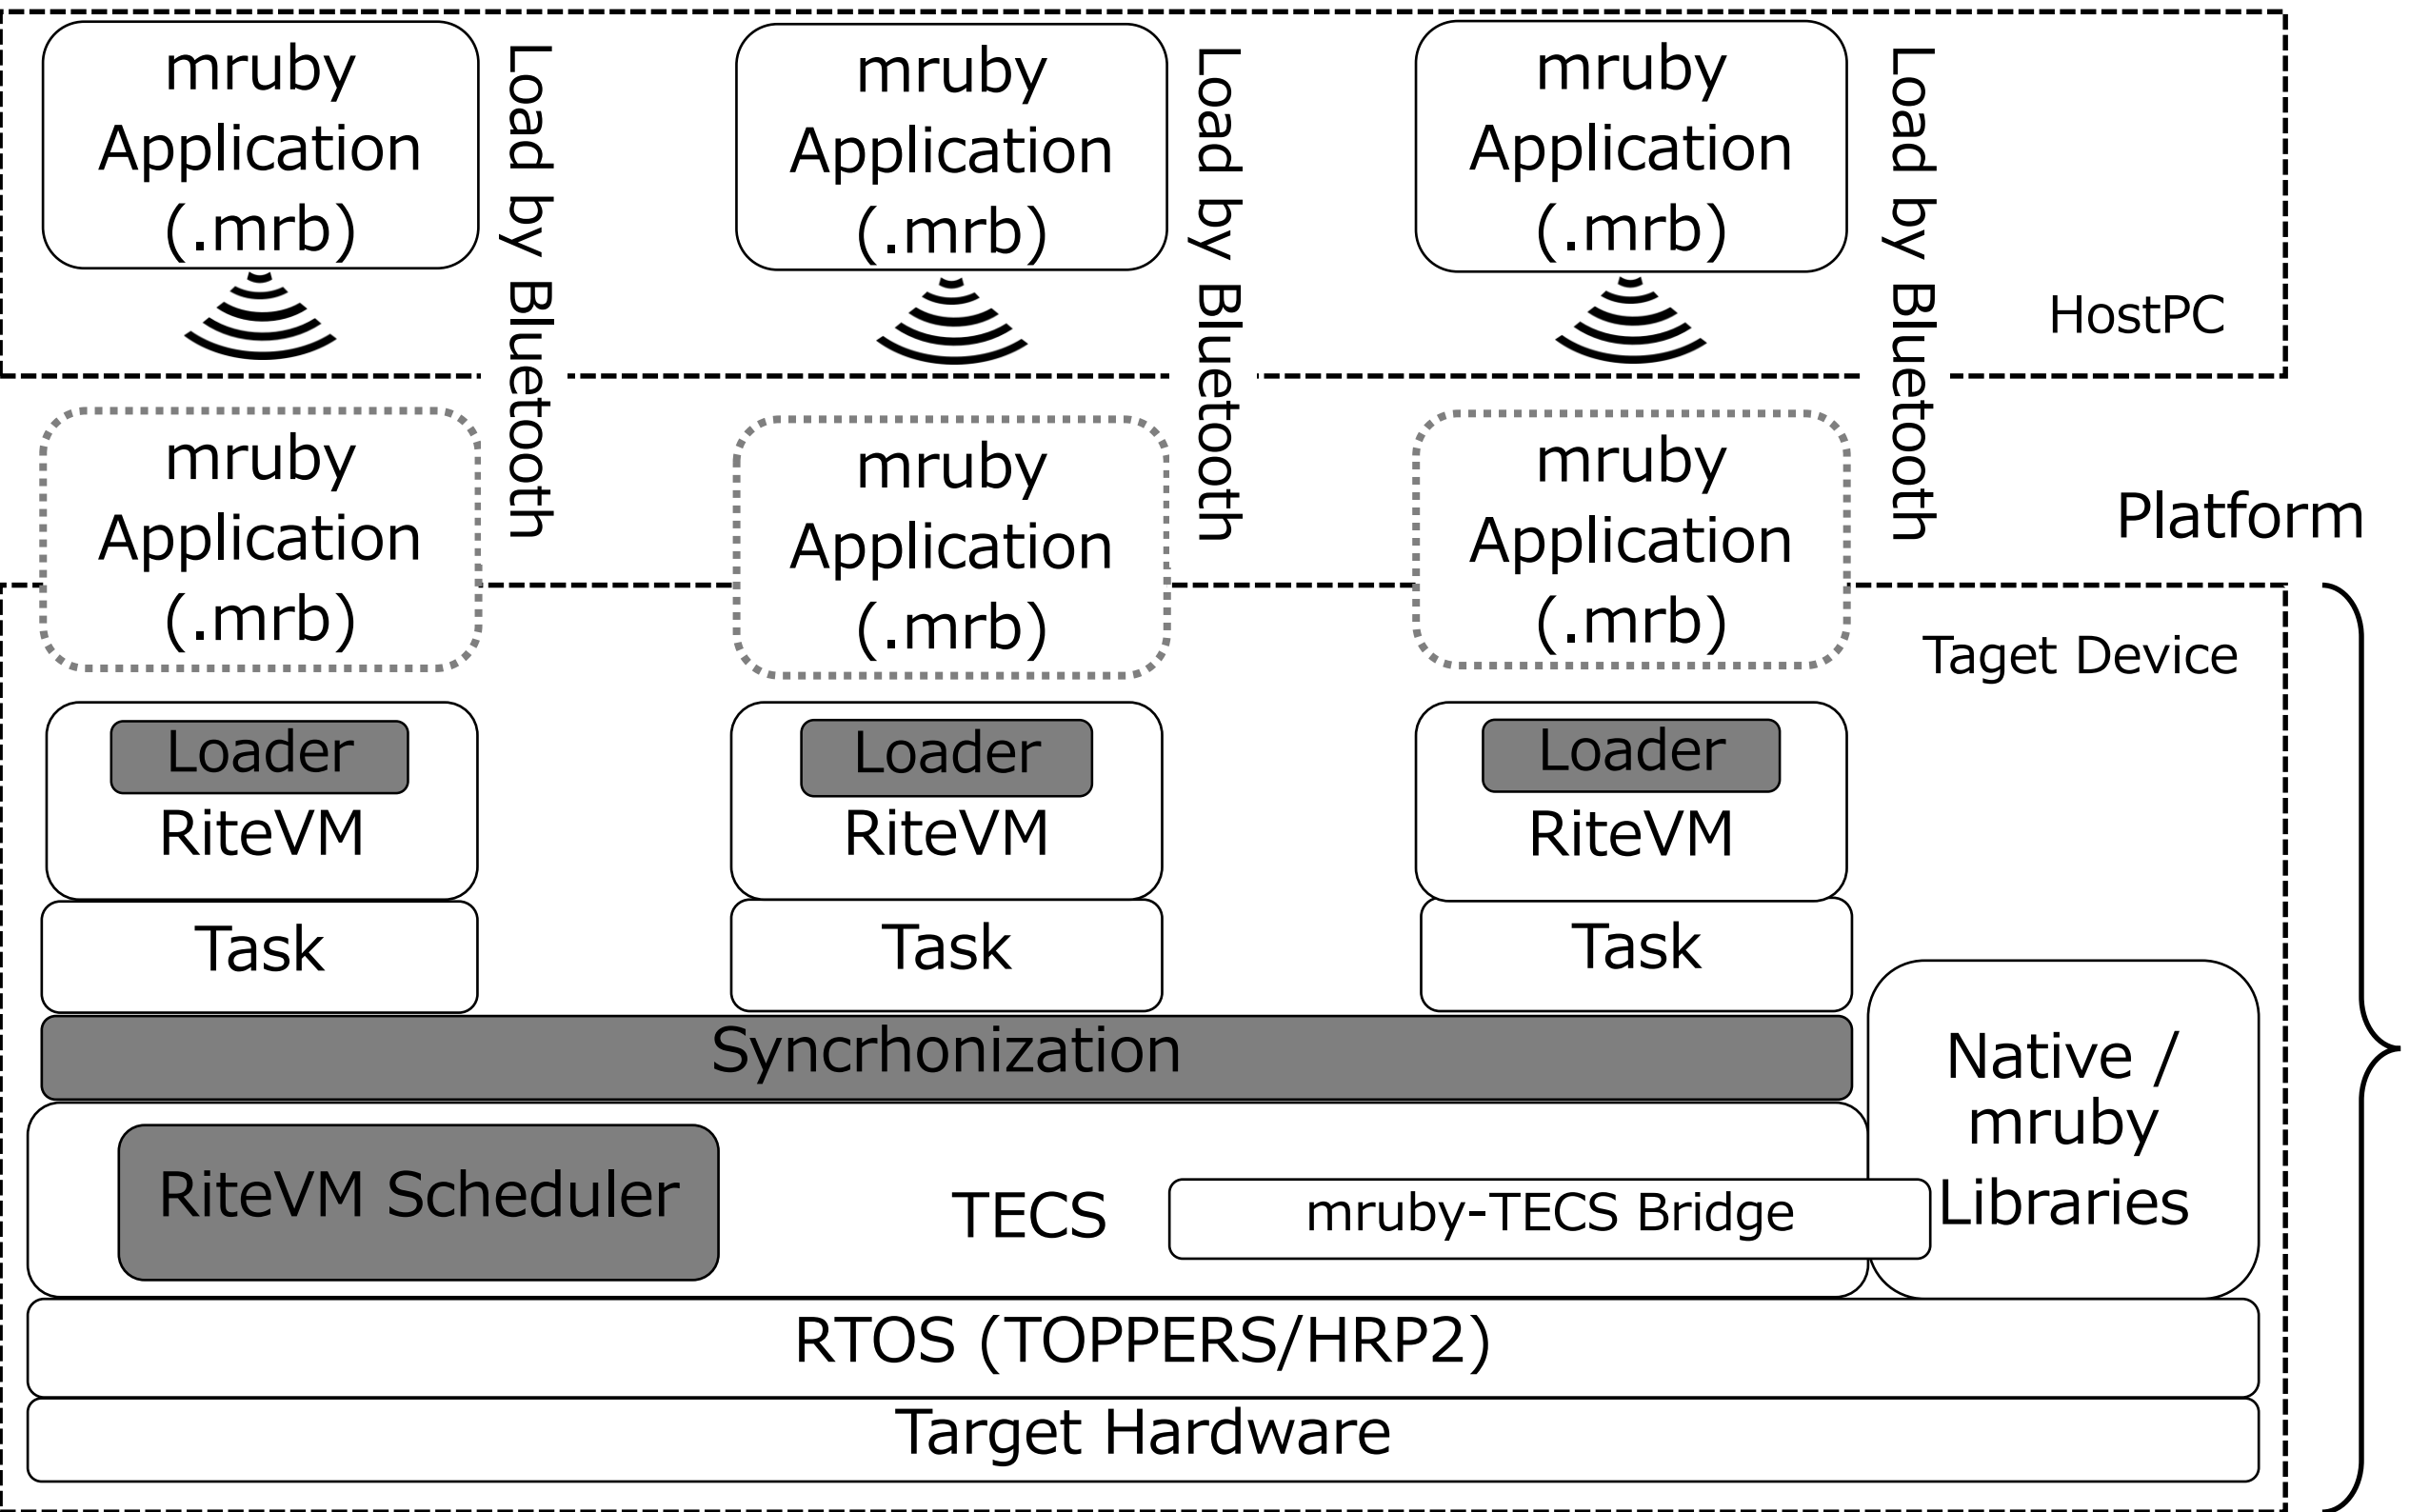 mruby
Application
(.mrb)
Load by Bluetooth
mruby
Application
(.mrb)
Load by Bluetooth
mruby
Application
(.mrb)
Load by Bluetooth
HostPC
mruby
Application
(.mrb)
mruby
Application
(.mrb)
mruby
Application
(.mrb)
Platform
Taget Device
Loader
RiteVM
Task
Loader
RiteVM
Task
Loader
RiteVM
Task
Syncrhonization
Native /
mruby
Libraries
RiteVM Scheduler
TECS
mruby-TECS Bridge
RTOS (TOPPERS/HRP2)
Target Hardware